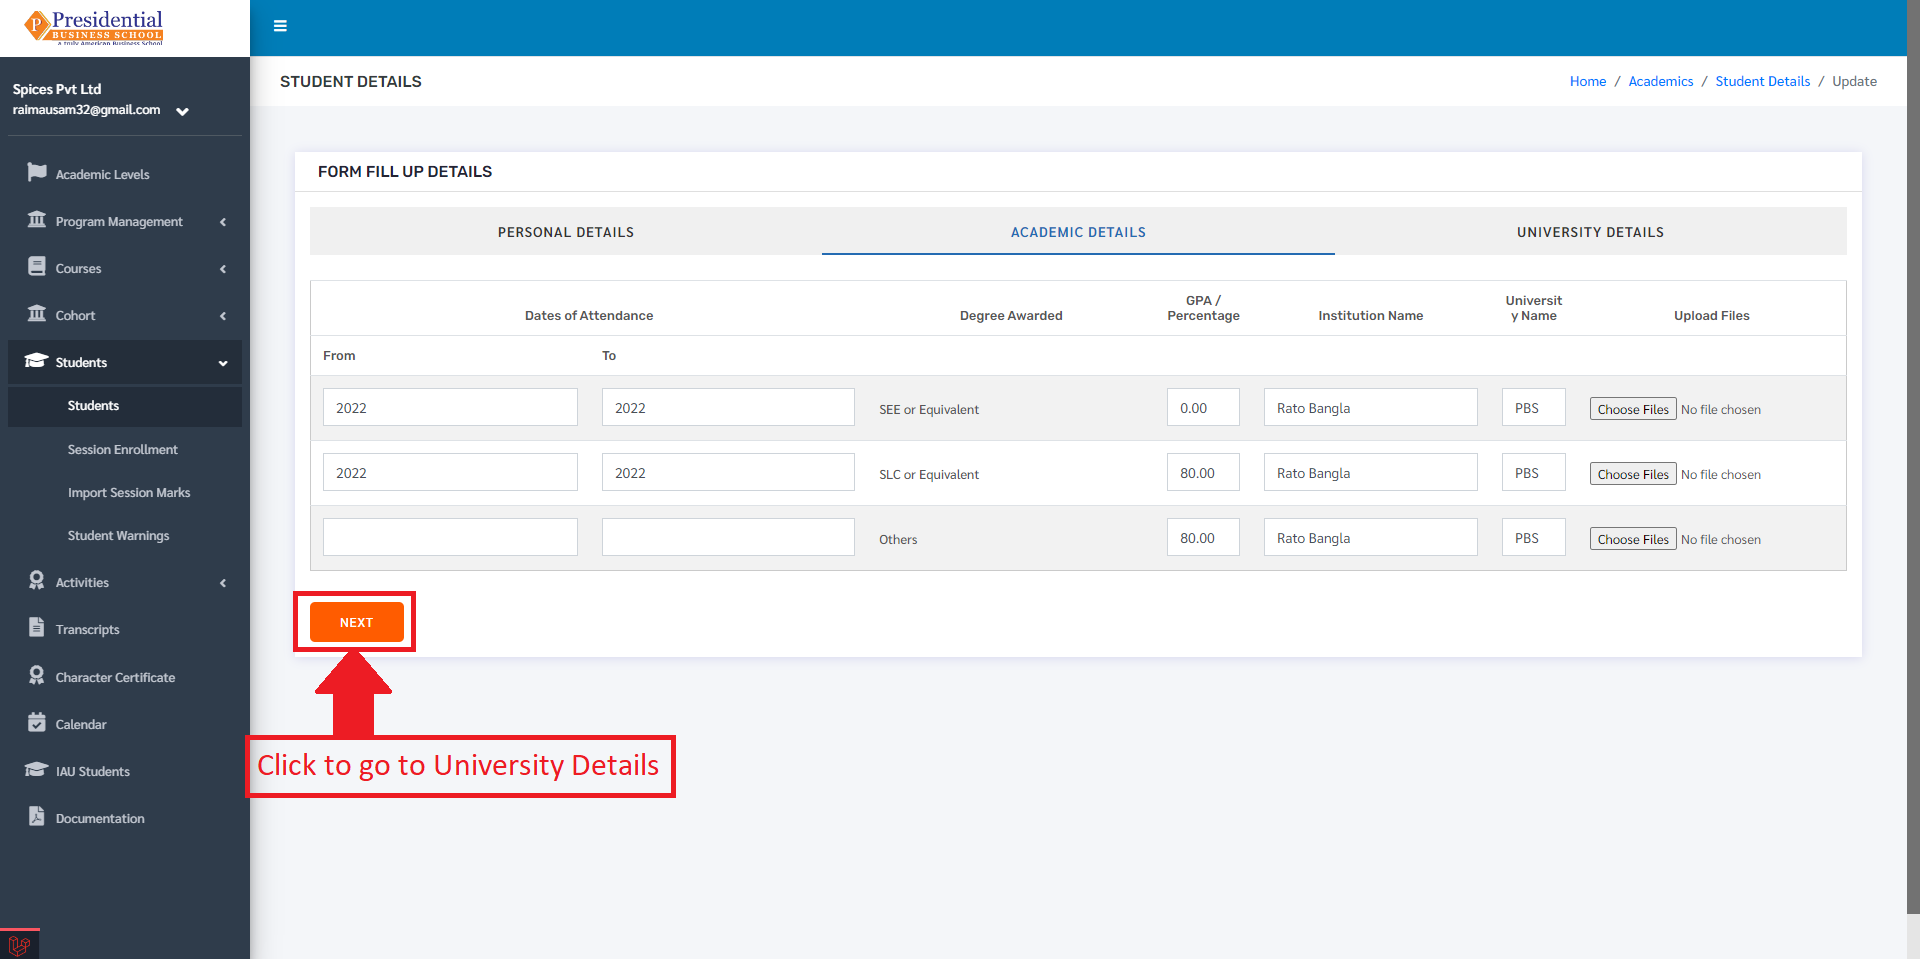 P Presidential
BUSINESS SCHOOL
a truly American Business School
Spices Pvt Ltd
raimausam32@gmail.com
Academic Levels
Program Management
Courses
Cohort
Students
Students
Session Enrollment
Import Session Marks
Student Warnings
Activities
Transcripts
Character Certificate
Calendar
IAU Students
Documentation
STUDENT DETAILS
Home / Academics / Student Details / Update
FORM FILL UP DETAILS
PERSONAL DETAILS ACADEMIC DETAILS UNIVERSITY DETAILS
Dates of Attendance Degree Awarded GPA / Percentage Institution Name Universit y Name Upload Files
From To
2022 2022 SEE or Equivalent 0.00 Rato Bangla PBS Choose Files No file chosen
2022 2022 SLC or Equivalent 80.00 Rato Bangla PBS Choose Files No file chosen
Others 80.00 Rato Bangla PBS Choose Files No file chosen
NEXT
Click to go to University Details